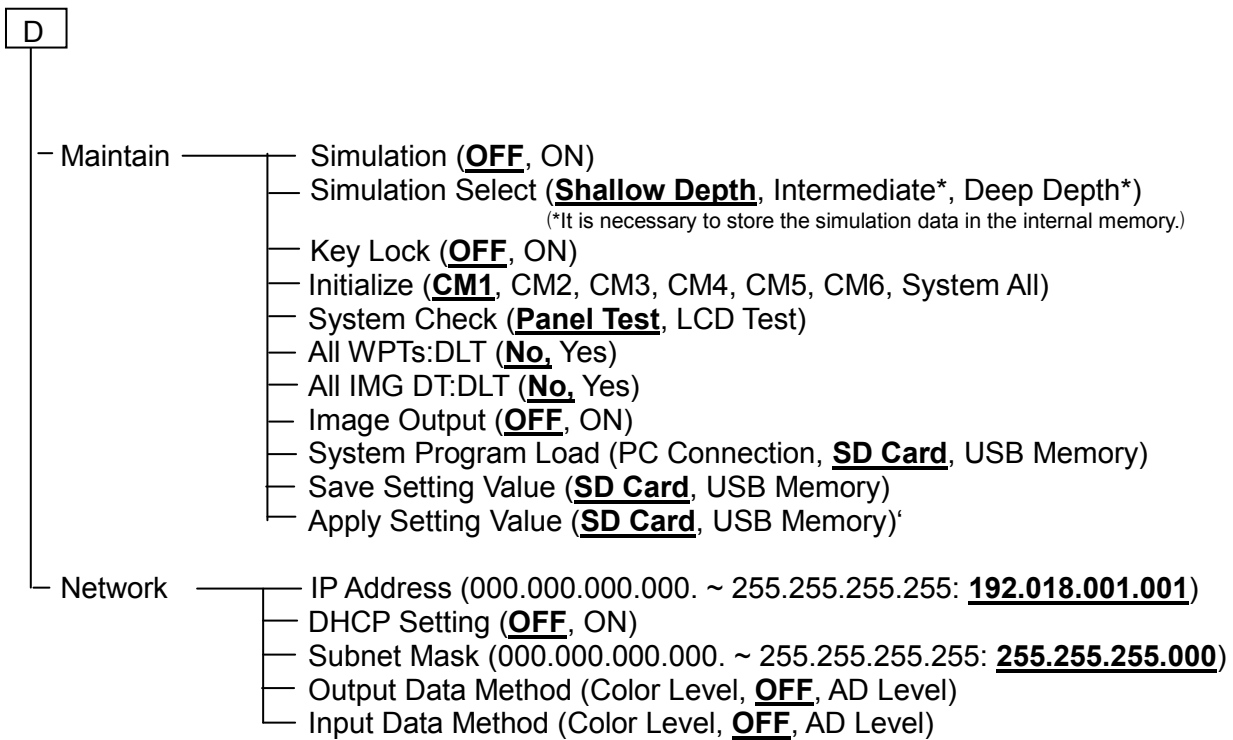 D
Maintain
Simulation (OFF, ON)
Simulation Select (Shallow Depth, Intermediate*, Deep Depth*)
(*It is necessary to store the simulation data in the internal memory.)
Key Lock (OFF, ON)
Initialize (CM1, CM2, CM3, CM4, CM5, CM6, System All)
System Check (Panel Test, LCD Test)
All WPTs:DLT (No, Yes)
All IMG DT:DLT (No, Yes)
Image Output (OFF, ON)
System Program Load (PC Connection, SD Card, USB Memory)
Save Setting Value (SD Card, USB Memory)
Apply Setting Value (SD Card, USB Memory)‘
Network
IP Address (000.000.000.000. ~ 255.255.255.255: 192.018.001.001)
DHCP Setting (OFF, ON)
Subnet Mask (000.000.000.000. ~ 255.255.255.255: 255.255.255.000)
Output Data Method (Color Level, OFF, AD Level)
Input Data Method (Color Level, OFF, AD Level)